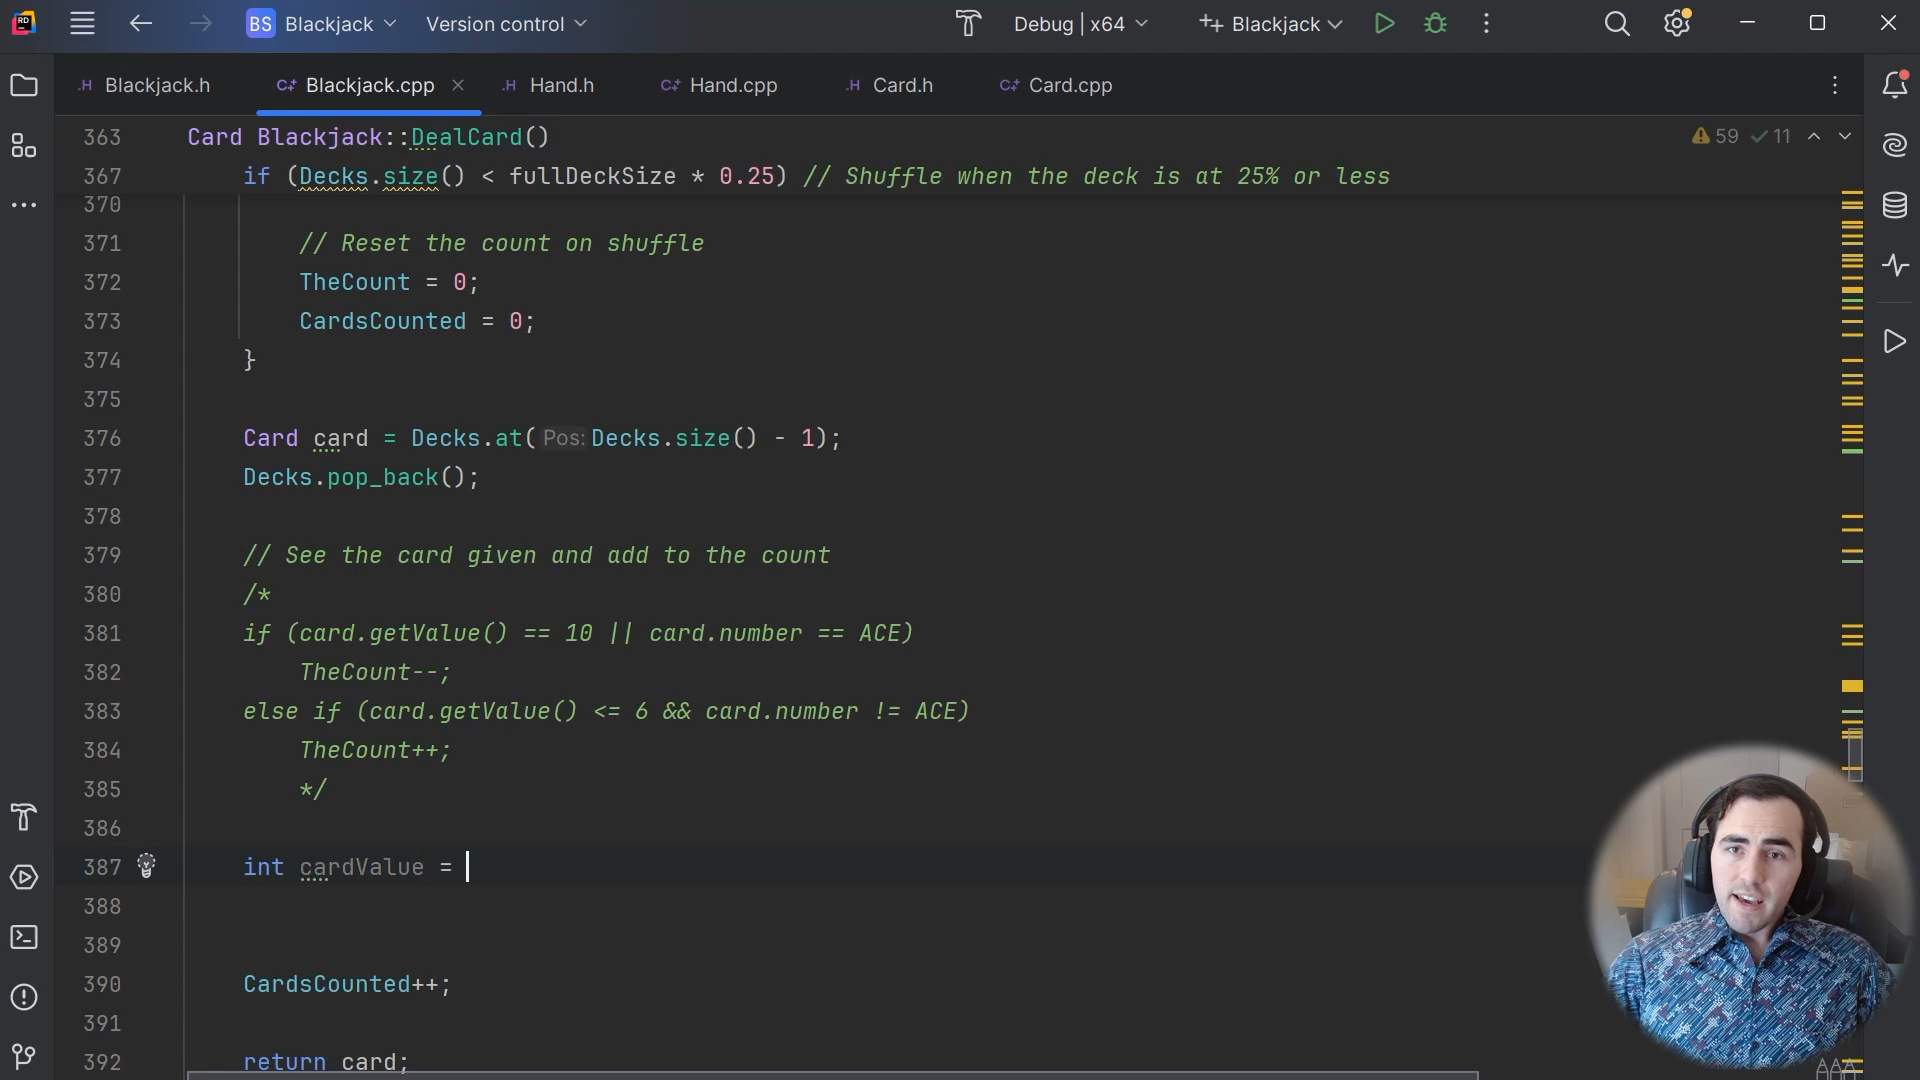 RD BS Blackjack Version control Debug | x64 Blackjack
Blackjack.h Blackjack.cpp Hand.h Hand.cpp Card.h Card.cpp
363 Card Blackjack::DealCard() 59 11
367 if (Decks.size() < fullDeckSize * 0.25) // Shuffle when the deck is at 25% or less
370
371 // Reset the count on shuffle
372 TheCount = 0;
373 CardsCounted = 0;
374 }
375
376 Card card = Decks.at(Pos: Decks.size() - 1);
377 Decks.pop_back();
378
379 // See the card given and add to the count
380 /*
381 if (card.getValue() == 10 || card.number == ACE)
382 TheCount--;
383 else if (card.getValue() <= 6 && card.number != ACE)
384 TheCount++;
385 */
386
387 int cardValue =
388
389
390 CardsCounted++;
391
392 return card;